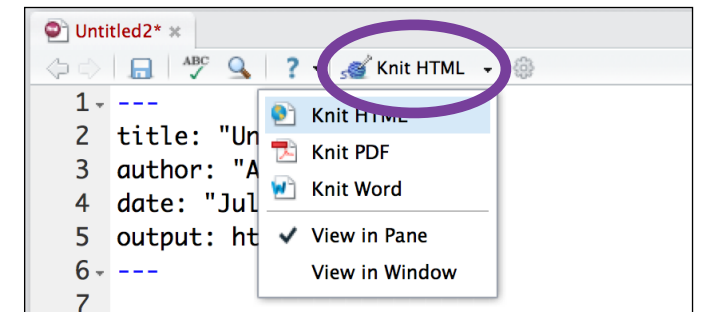 Untitled2*
ABC ? Knit HTML
1 ---
2 title: "Un
3 author: "A
4 date: "Jul
5 output: ht
6 ---
7
Knit HTML
Knit PDF
Knit Word
View in Pane
View in Window